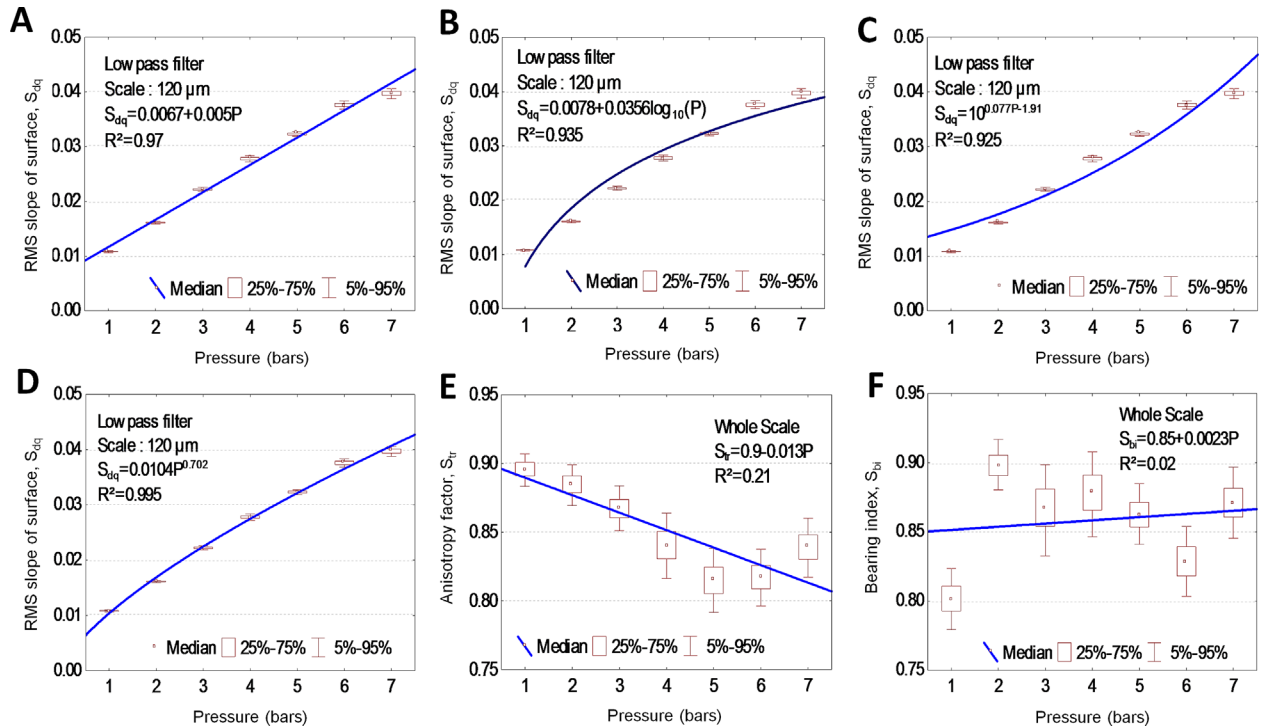 A
RMS slope of surface, S_dq
0.05
0.04
0.03
0.02
0.01
0.00
Low pass filter
Scale : 120 µm
S_dq=0.0067+0.005P
R²=0.97
Median 25%-75% 5%-95%
1 2 3 4 5 6 7
Pressure (bars)
B
RMS slope of surface, S_dq
0.05
0.04
0.03
0.02
0.01
0.00
Low pass filter
Scale : 120 µm
S_dq=0.0078+0.0356log₁₀(P)
R²=0.935
Median 25%-75% 5%-95%
1 2 3 4 5 6 7
Pressure (bars)
C
RMS slope of surface, S_dq
0.05
0.04
0.03
0.02
0.01
0.00
Low pass filter
Scale : 120 µm
S_dq=10^0.077P-1.91
R²=0.925
Median 25%-75% 5%-95%
1 2 3 4 5 6 7
Pressure (bars)
D
RMS slope of surface, S_dq
0.05
0.04
0.03
0.02
0.01
0.00
Low pass filter
Scale : 120 µm
S_dq=0.0104P^0.702
R²=0.995
Median 25%-75% 5%-95%
1 2 3 4 5 6 7
Pressure (bars)
E
Anisotropy factor, S_tr
0.95
0.90
0.85
0.80
0.75
Whole Scale
S_tr=0.9-0.013P
R²=0.21
Median 25%-75% 5%-95%
1 2 3 4 5 6 7
Pressure (bars)
F
Bearing index, S_bi
0.95
0.90
0.85
0.80
0.75
Whole Scale
S_bi=0.85+0.0023P
R²=0.02
Median 25%-75% 5%-95%
1 2 3 4 5 6 7
Pressure (bars)